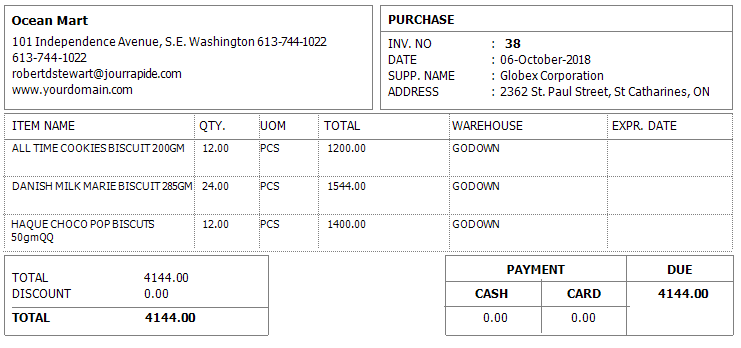 Ocean Mart
101 Independence Avenue, S.E. Washington 613-744-1022
613-744-1022
robertdstewart@jourrapide.com
www.yourdomain.com
PURCHASE
INV. NO : 38
DATE : 06-October-2018
SUPP. NAME : Globex Corporation
ADDRESS : 2362 St. Paul Street, St Catharines, ON
ITEM NAME QTY. UOM TOTAL WAREHOUSE EXPR. DATE
ALL TIME COOKIES BISCUIT 200GM 12.00 PCS 1200.00 GODOWN
DANISH MILK MARIE BISCUIT 285GM 24.00 PCS 1544.00 GODOWN
HAQUE CHOCO POP BISCUTS 12.00 PCS 1400.00 GODOWN
50gmQQ
TOTAL 4144.00
DISCOUNT 0.00
TOTAL 4144.00
PAYMENT DUE
CASH CARD 4144.00
0.00 0.00